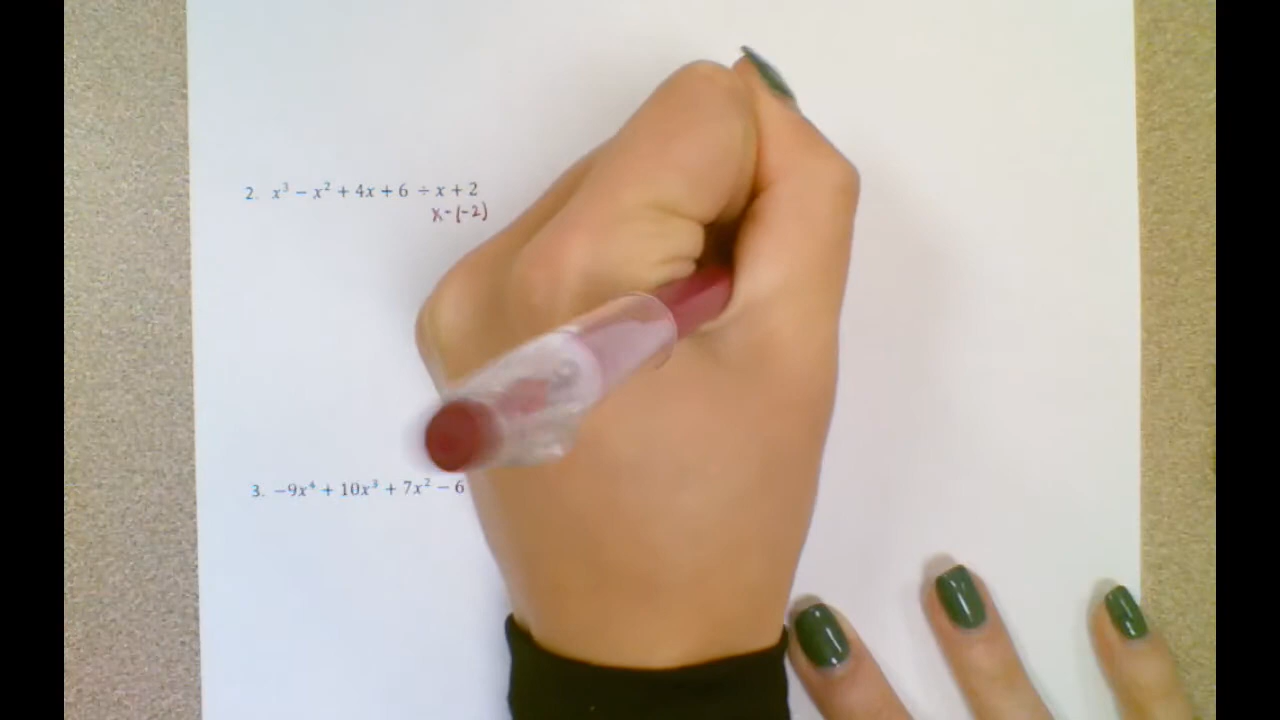 2. x³ − x² + 4x + 6 ÷ x + 2
x-(-2)
3. −9x⁴ + 10x³ + 7x² − 6